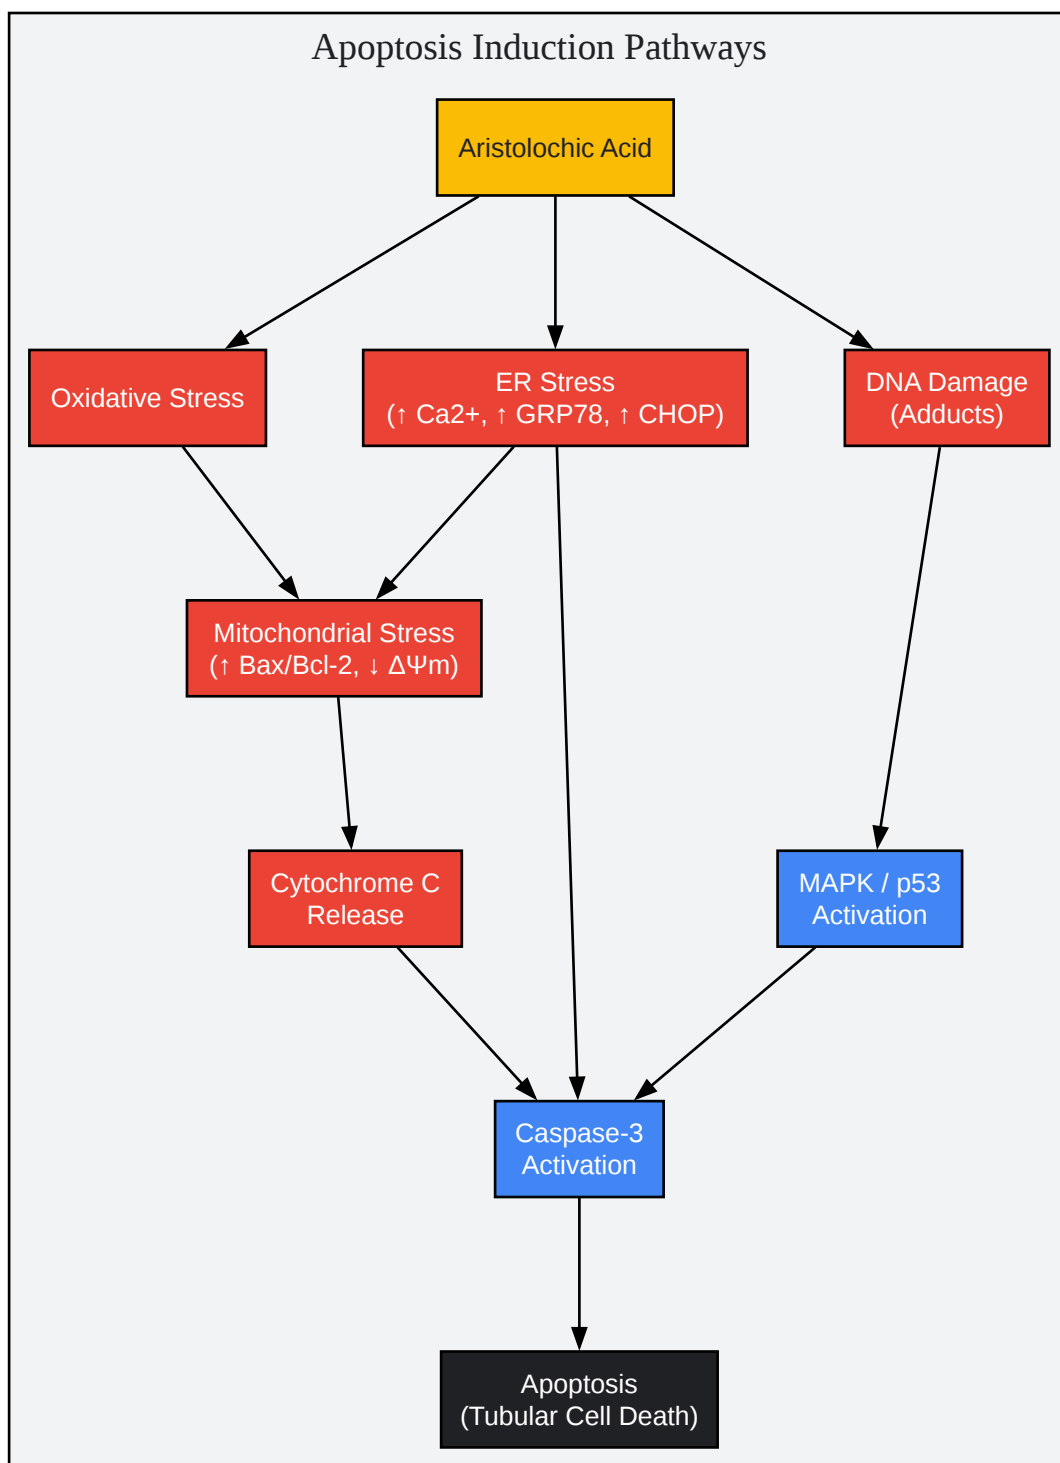 Apoptosis Induction Pathways
Aristolochic Acid
Oxidative Stress
ER Stress
(↑ Ca2+, ↑ GRP78, ↑ CHOP)
DNA Damage
(Adducts)
Mitochondrial Stress
(↑ Bax/Bcl-2, ↓ ΔΨm)
Cytochrome C
Release
MAPK / p53
Activation
Caspase-3
Activation
Apoptosis
(Tubular Cell Death)